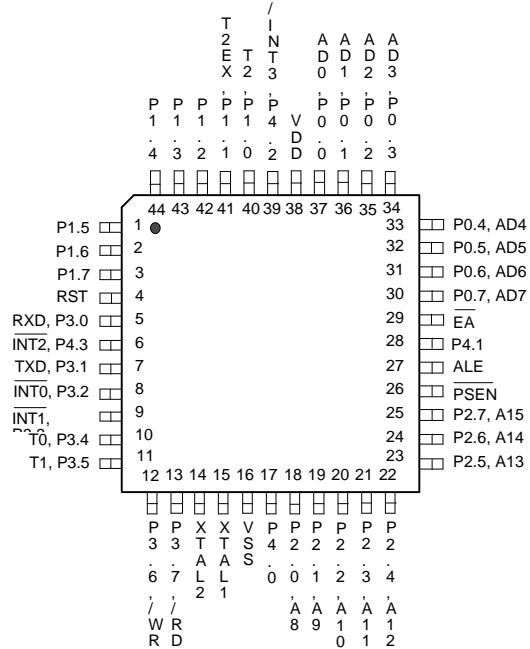 P1.4
P1.3
P1.2
T2EX, P1.1
T2, P1.0
/INT3, P4.2
VDD
AD0, P0.0
AD1, P0.1
AD2, P0.2
AD3, P0.3
44 43 42 41 40 39 38 37 36 35 34
P1.5 1
P1.6 2
P1.7 3
RST 4
RXD, P3.0 5
INT2, P4.3 6
TXD, P3.1 7
INT0, P3.2 8
INT1, 9
T0, P3.4 10
T1, P3.5 11
33 P0.4, AD4
32 P0.5, AD5
31 P0.6, AD6
30 P0.7, AD7
29 EA
28 P4.1
27 ALE
26 PSEN
25 P2.7, A15
24 P2.6, A14
23 P2.5, A13
12 13 14 15 16 17 18 19 20 21 22
P3.6, /WR
P3.7, /RD
XTAL2
XTAL1
VSS
P4.0
P2.0, A8
P2.1, A9
P2.2, A10
P2.3, A11
P2.4, A12